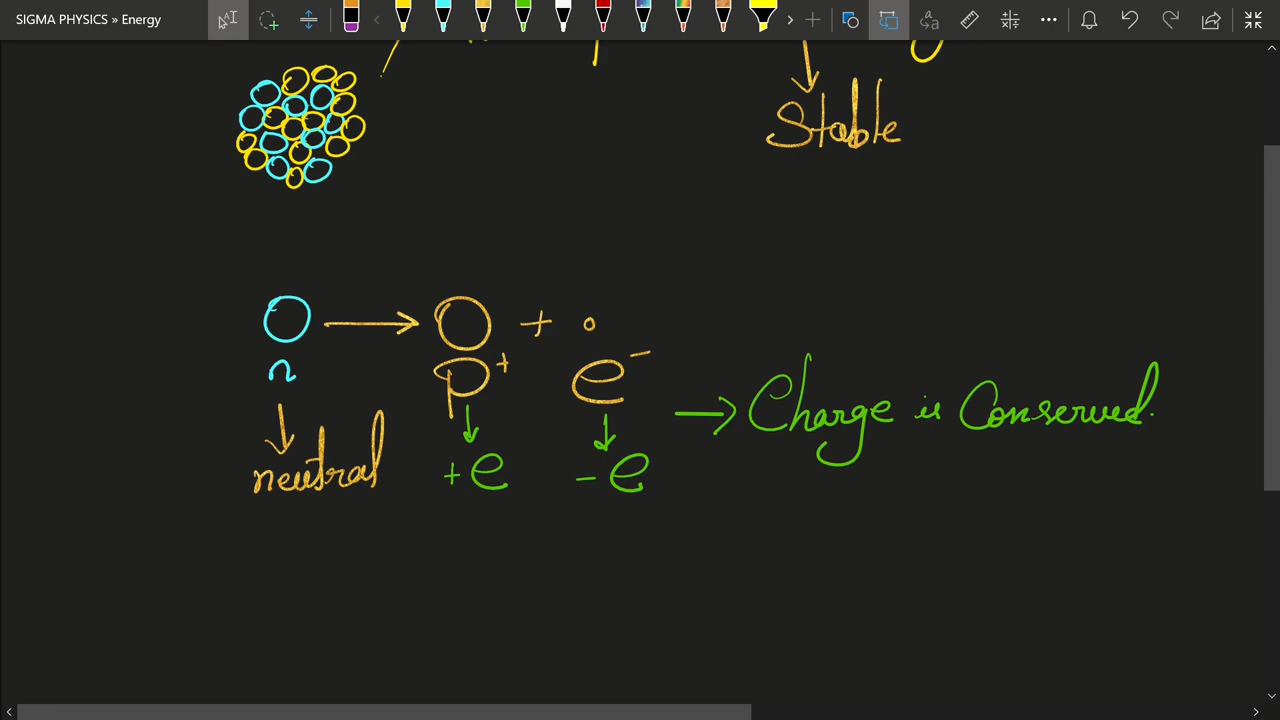 SIGMA PHYSICS » Energy
Stable
→ + °
n p⁺ e⁻
→ Charge is Conserved.
neutral +e -e